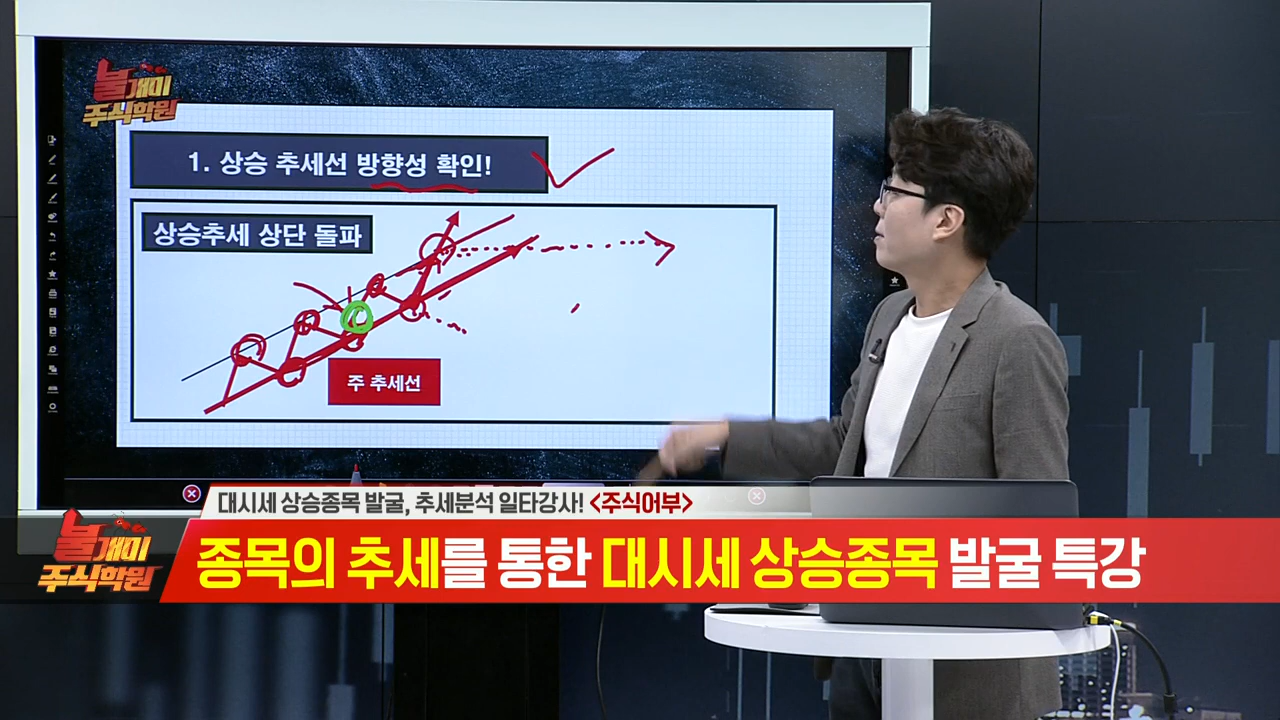 불개미
주식학원
1. 상승 추세선 방향성 확인!
상승추세 상단 돌파
주 추세선
대시세 상승종목 발굴, 추세분석 일타강사! <주식어부>
불개미
주식학원
종목의 추세를 통한 대시세 상승종목 발굴 특강